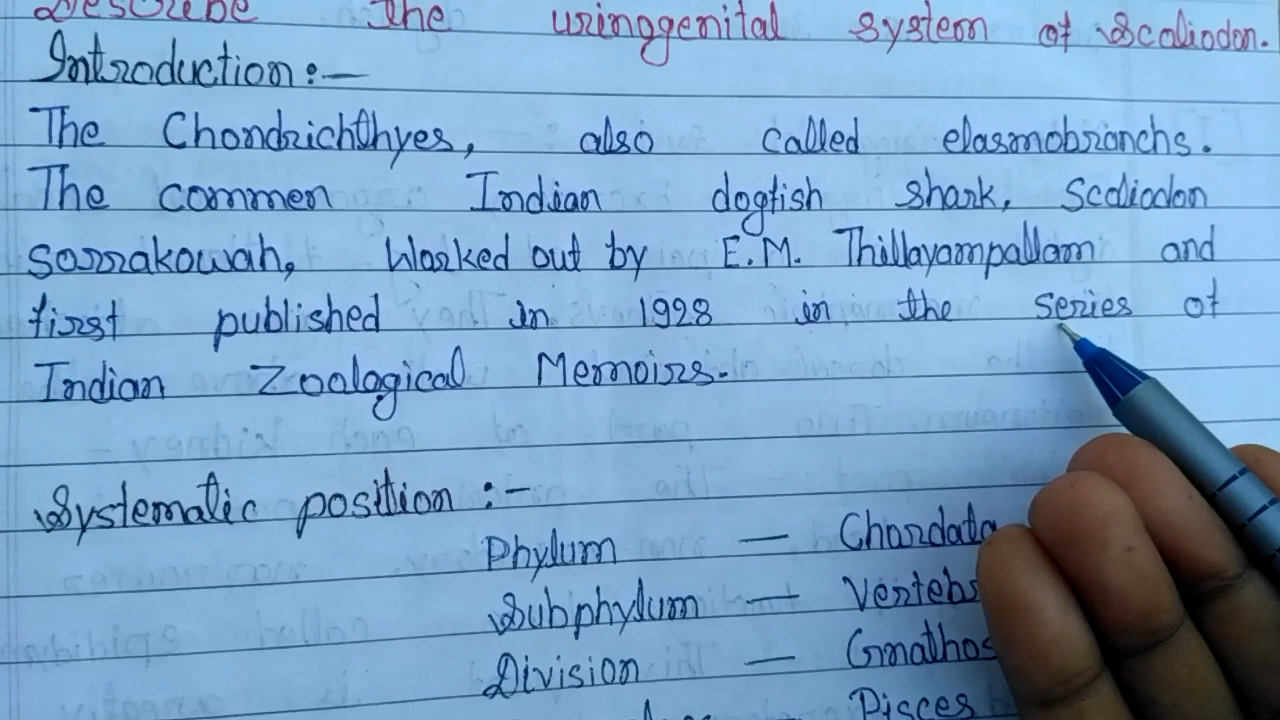 Describe the uringgenital system of Scoliodon.
Introduction:—
The Chondrichthyes, also called elasmobranchs.
The commen Indian dogfish shark, Scoliodon
sorrakowah, Worked out by E.M. Thillayampallam and
first published in 1928 in the series of
Indian Zoological Memoirs.
Systematic position :-
Phylum — Chordata
Subphylum — Verteb
Division — Gnathos
Pisces